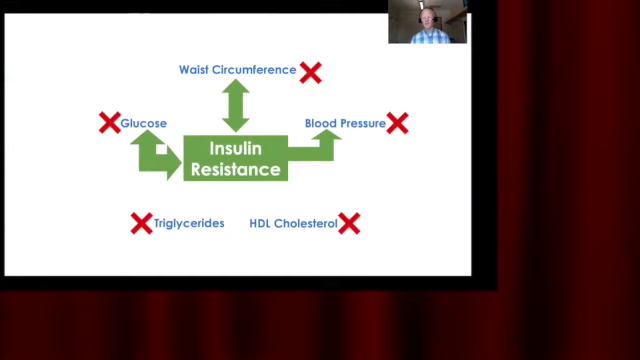 Waist Circumference
Glucose
Blood Pressure
Insulin
Resistance
Triglycerides
HDL Cholesterol